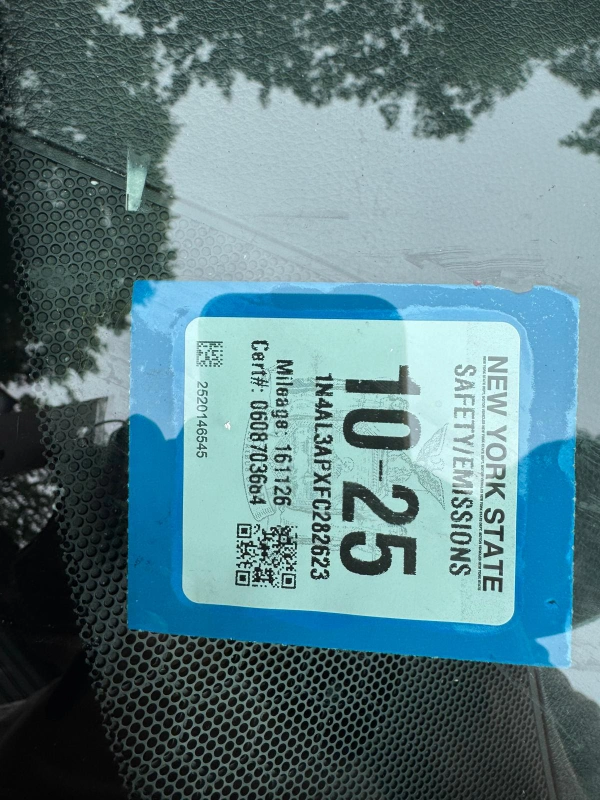 NEW YORK STATE
SAFETY/EMISSIONS
10-25
1N4AL3APXFC282623
Mileage: 161126
Cert#: 0608703664
2520146545